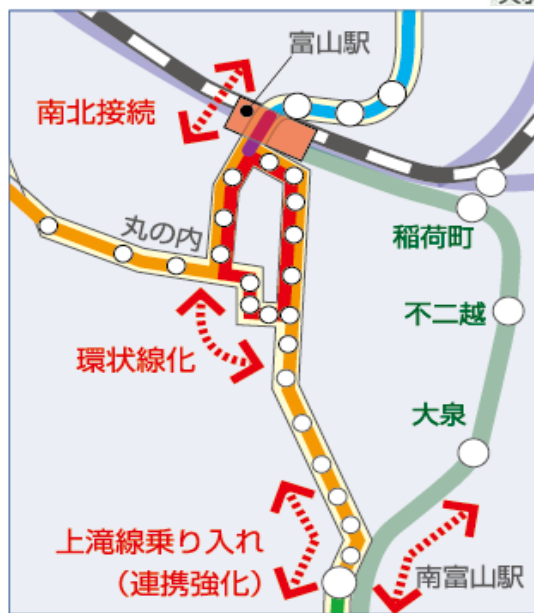 富山駅
南北接続
丸の内
稲荷町
環状線化
不二越
大泉
上滝線乗り入れ
（連携強化）
南富山駅